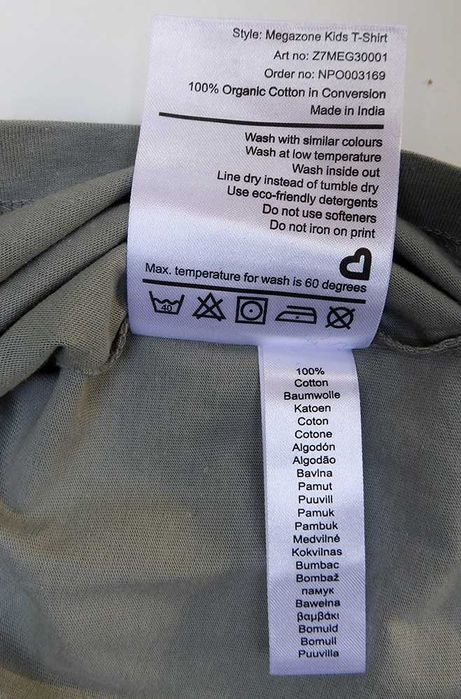 Style: Megazone Kids T-Shirt
Art no: Z7MEG30001
Order no: NPO003169
100% Organic Cotton in Conversion
Made in India
Wash with similar colours
Wash at low temperature
Wash inside out
Line dry instead of tumble dry
Use eco-friendly detergents
Do not use softeners
Do not iron on print
Max. temperature for wash is 60 degrees
40
100%
Cotton
Baumwolle
Katoen
Coton
Cotone
Algodón
Algodão
Bavlna
Pamut
Puuvill
Pamuk
Pambuk
Medvilné
Kokvilnas
Bumbac
Bombaž
памук
Bawełna
βαμβάκι
Bomuld
Bomull
Puuvilla